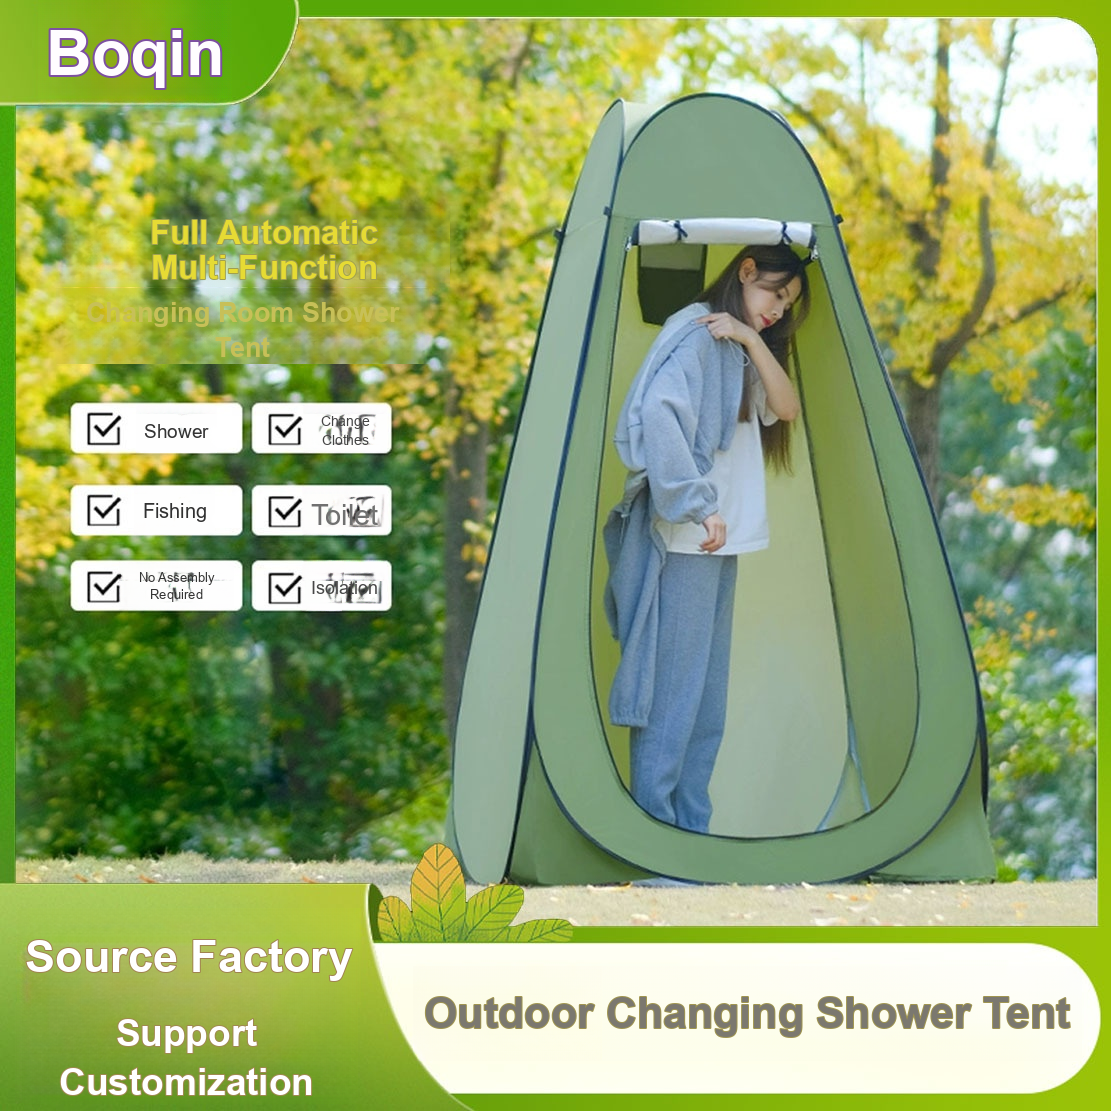 Boqin
Full Automatic
Multi-Function
Changing Room Shower
Tent
Shower
Change
Clothes
Fishing
Toilet
No Assembly
Required
Isolation
Source Factory
Support
Customization
Outdoor Changing Shower Tent